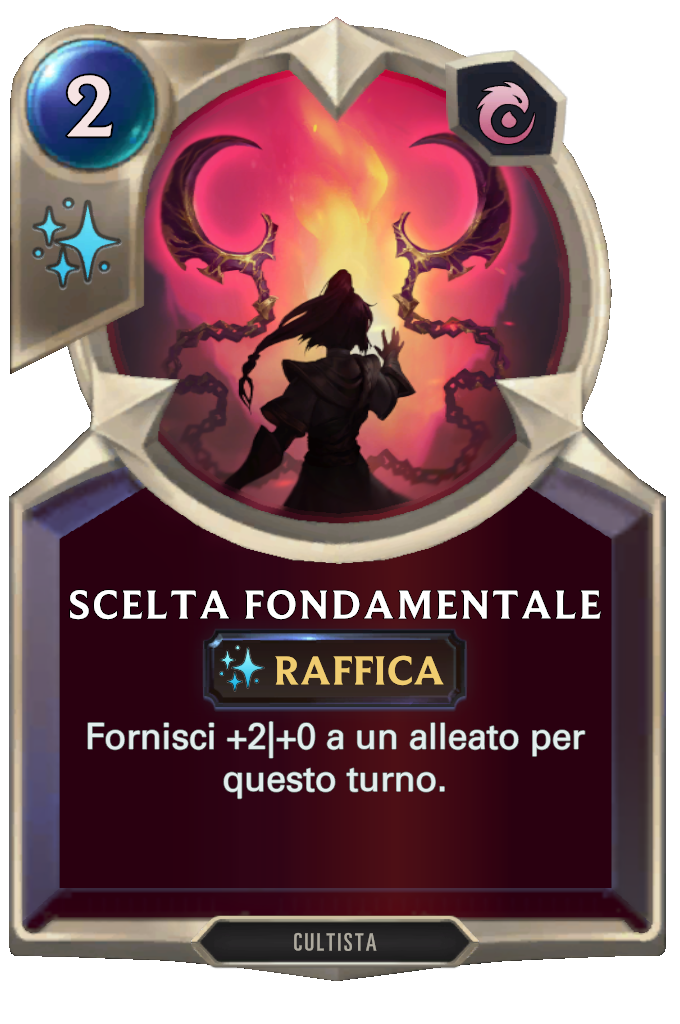 2
SCELTA FONDAMENTALE
RAFFICA
Fornisci +2|+0 a un alleato per
questo turno.
CULTISTA